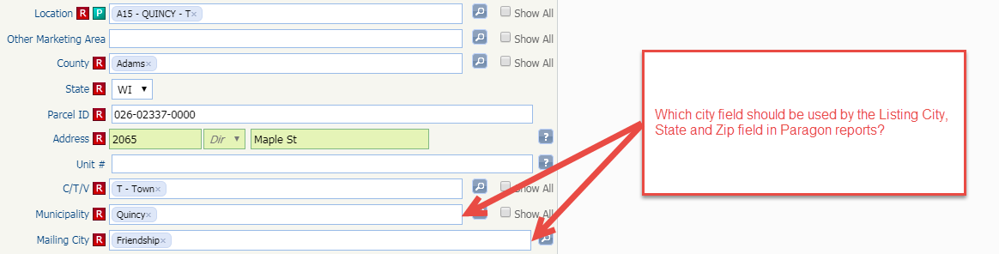 Location R P A15 - QUINCY - T× Show All
Other Marketing Area Show All
County R Adams× Show All
State R WI
Parcel ID R 026-02337-0000
Address R 2065 Dir Maple St ?
Unit # ?
C/T/V R T - Town× Show All
Municipality R Quincy× Show All
Mailing City R Friendship×
Which city field should be used by the Listing City,
State and Zip field in Paragon reports?